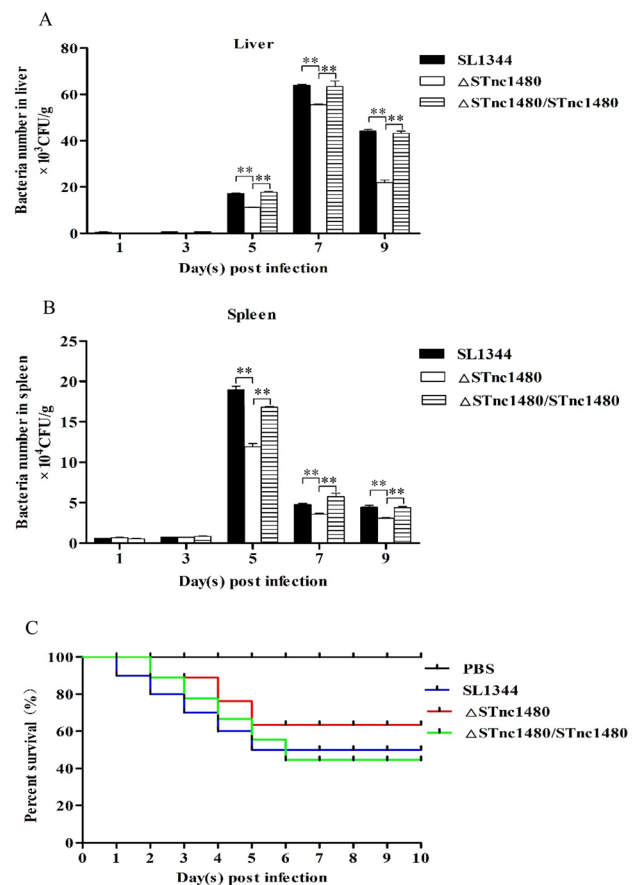 A
Liver
Bacteria number in liver
×10³CFU/g
80
60
40
20
0
** ** ** ** ** **
1 3 5 7 9
Day(s) post infection
SL1344
△STnc1480
△STnc1480/STnc1480
B
Spleen
Bacteria number in spleen
×10⁴CFU/g
25
20
15
10
5
0
** ** ** ** ** **
1 3 5 7 9
Day(s) post infection
SL1344
△STnc1480
△STnc1480/STnc1480
C
Percent survival (%)
100
80
60
40
20
0
0 1 2 3 4 5 6 7 8 9 10
Day(s) post infection
PBS
SL1344
△STnc1480
△STnc1480/STnc1480